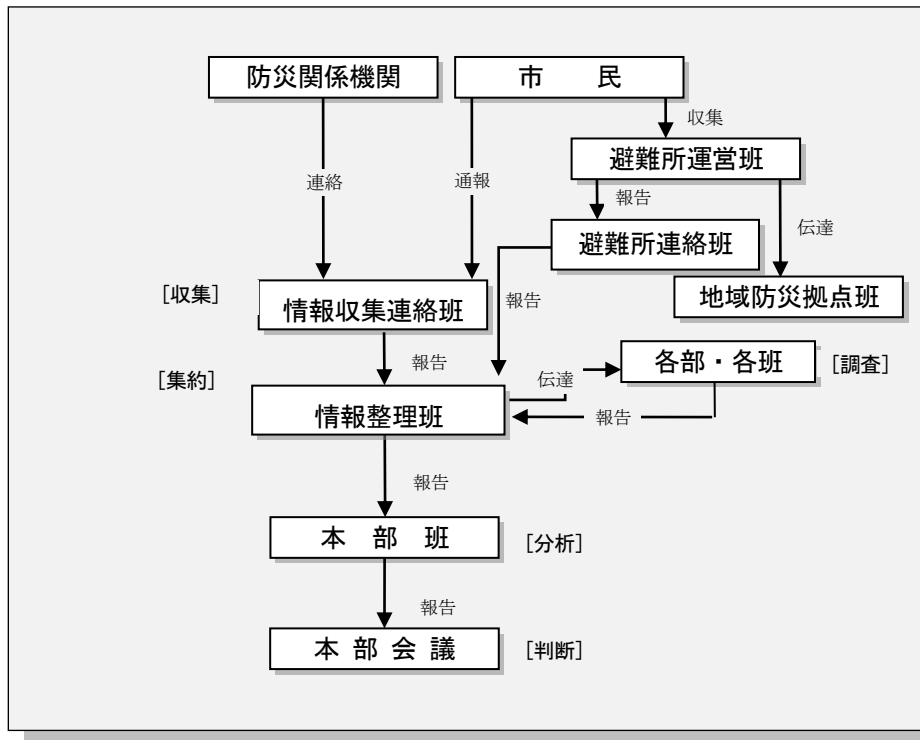 防災関係機関
市　　民
収集
避難所運営班
連絡
通報
報告
伝達
避難所連絡班
地域防災拠点班
［収集］
情報収集連絡班
報告
報告
各部・各班
［調査］
［集約］
伝達
情報整理班
報告
報告
本　部　班
［分析］
報告
本 部 会 議
［判断］